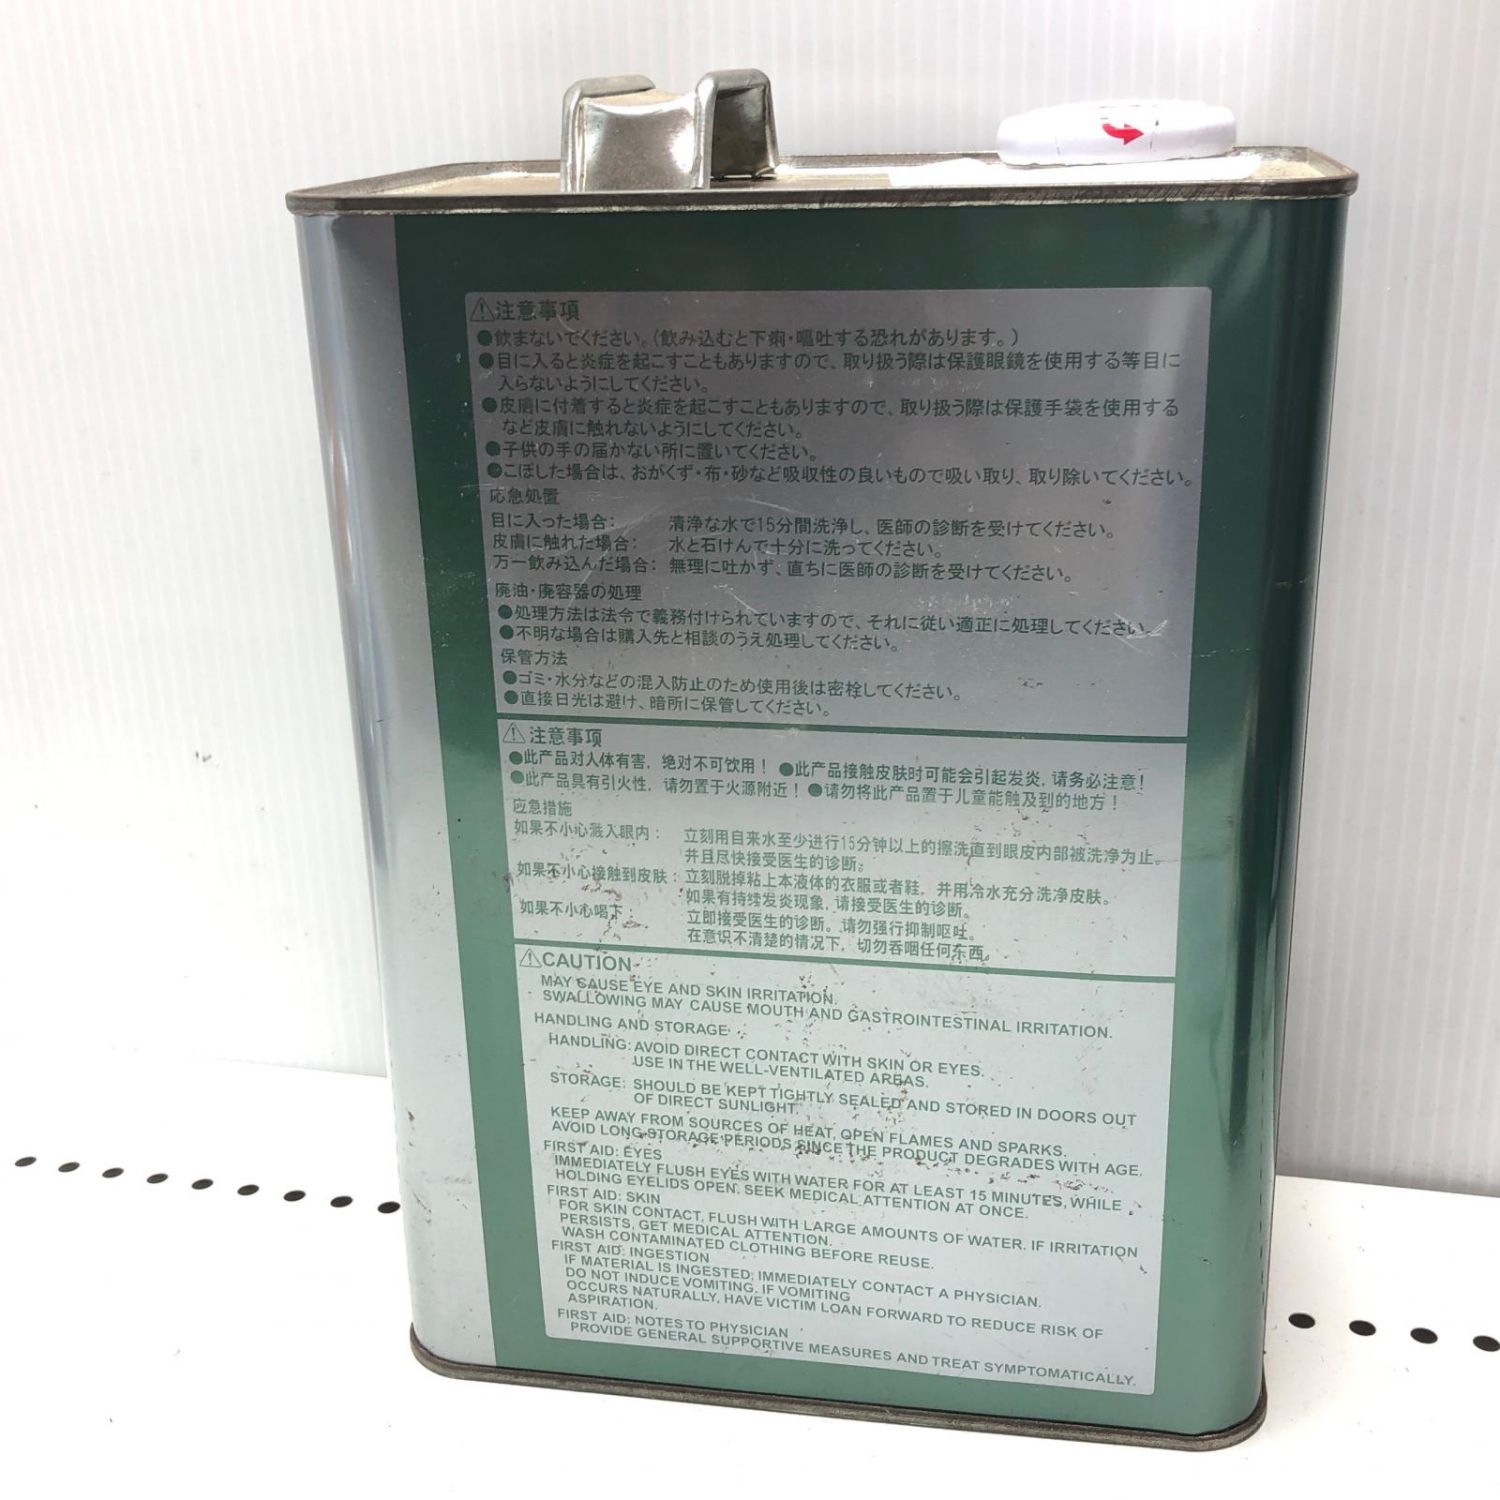 ⚠注意事項
●飲まないでください。(飲み込むと下痢・嘔吐する恐れがあります。)
●目に入ると炎症を起こすこともありますので、取り扱う際は保護眼鏡を使用する等目に
入らないようにしてください。
●皮膚に付着すると炎症を起こすこともありますので、取り扱う際は保護手袋を使用する
など皮膚に触れないようにしてください。
●子供の手の届かない所に置いてください。
●こぼした場合は、おがくず・布・砂など吸収性の良いもので吸い取り、取り除いてください。
応急処置
目に入った場合: 清浄な水で15分間洗浄し、医師の診断を受けてください。
皮膚に触れた場合: 水と石けんで十分に洗ってください。
万一飲み込んだ場合: 無理に吐かず、直ちに医師の診断を受けてください。
廃油・廃容器の処理
●処理方法は法令で義務付けられていますので、それに従い適正に処理してください。
●不明な場合は購入先と相談のうえ処理してください。
保管方法
●ゴミ・水分などの混入防止のため使用後は密栓してください。
●直接日光は避け、暗所に保管してください。
⚠注意事项
●此产品对人体有害，绝对不可饮用！ ●此产品接触皮肤时可能会引起发炎，请务必注意！
●此产品具有引火性，请勿置于火源附近！ ●请勿将此产品置于儿童能触及到的地方！
应急措施
如果不小心溅入眼内: 立刻用自来水至少进行15分钟以上的擦洗直到眼皮内部被洗净为止。
并且尽快接受医生的诊断。
如果不小心接触到皮肤: 立刻脱掉粘上本液体的衣服或者鞋，并用冷水充分洗净皮肤。
如果有持续发炎现象，请接受医生的诊断。
如果不小心喝下: 立即接受医生的诊断。请勿强行抑制呕吐。
在意识不清楚的情况下，切勿吞咽任何东西。
⚠CAUTION
MAY CAUSE EYE AND SKIN IRRITATION.
SWALLOWING MAY CAUSE MOUTH AND GASTROINTESTINAL IRRITATION.
HANDLING AND STORAGE
HANDLING: AVOID DIRECT CONTACT WITH SKIN OR EYES.
USE IN THE WELL-VENTILATED AREAS.
STORAGE: SHOULD BE KEPT TIGHTLY SEALED AND STORED IN DOORS OUT
OF DIRECT SUNLIGHT.
KEEP AWAY FROM SOURCES OF HEAT, OPEN FLAMES AND SPARKS.
AVOID LONG STORAGE PERIODS SINCE THE PRODUCT DEGRADES WITH AGE.
FIRST AID: EYES
IMMEDIATELY FLUSH EYES WITH WATER FOR AT LEAST 15 MINUTES, WHILE
HOLDING EYELIDS OPEN. SEEK MEDICAL ATTENTION AT ONCE.
FIRST AID: SKIN
FOR SKIN CONTACT, FLUSH WITH LARGE AMOUNTS OF WATER. IF IRRITATION
PERSISTS, GET MEDICAL ATTENTION.
WASH CONTAMINATED CLOTHING BEFORE REUSE.
FIRST AID: INGESTION
IF MATERIAL IS INGESTED, IMMEDIATELY CONTACT A PHYSICIAN.
DO NOT INDUCE VOMITING. IF VOMITING
OCCURS NATURALLY, HAVE VICTIM LOAN FORWARD TO REDUCE RISK OF
ASPIRATION.
FIRST AID: NOTES TO PHYSICIAN
PROVIDE GENERAL SUPPORTIVE MEASURES AND TREAT SYMPTOMATICALLY.